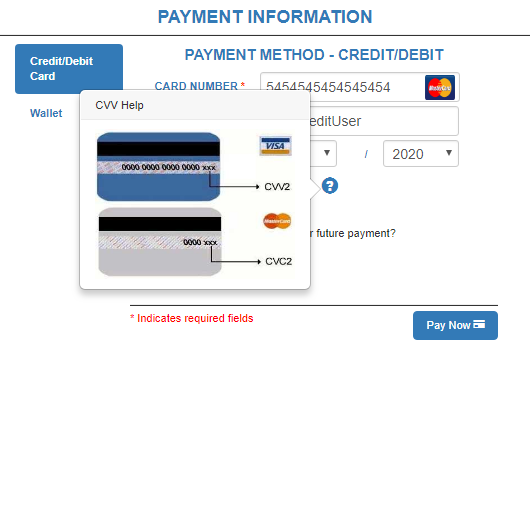 PAYMENT INFORMATION
Credit/Debit
Card
Wallet
PAYMENT METHOD - CREDIT/DEBIT
CARD NUMBER *
5454545454545454
MasterCard
CVV Help
editUser
/
2020
?
VISA
0000 0000 0000 0000 xxx
CVV2
MasterCard
0000 xxx
CVC2
r future payment?
* Indicates required fields
Pay Now